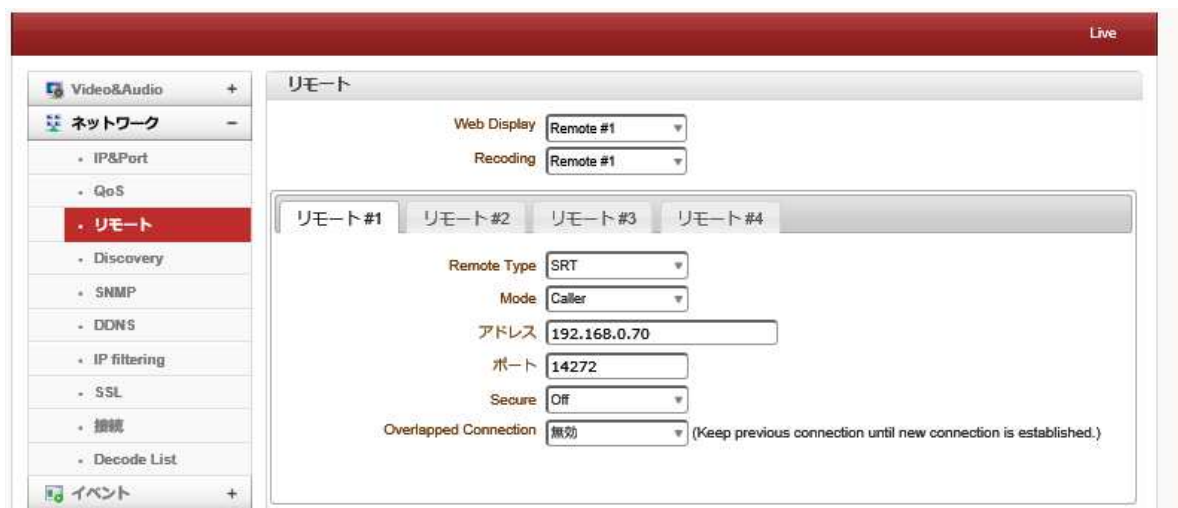 Live
Video&Audio +
ネットワーク -
IP&Port
QoS
リモート
Discovery
SNMP
DDNS
IP filtering
SSL
接続
Decode List
イベント +
リモート
Web Display Remote #1
Recoding Remote #1
リモート#1 リモート#2 リモート#3 リモート#4
Remote Type SRT
Mode Caller
アドレス 192.168.0.70
ポート 14272
Secure Off
Overlapped Connection 無効 (Keep previous connection until new connection is established.)